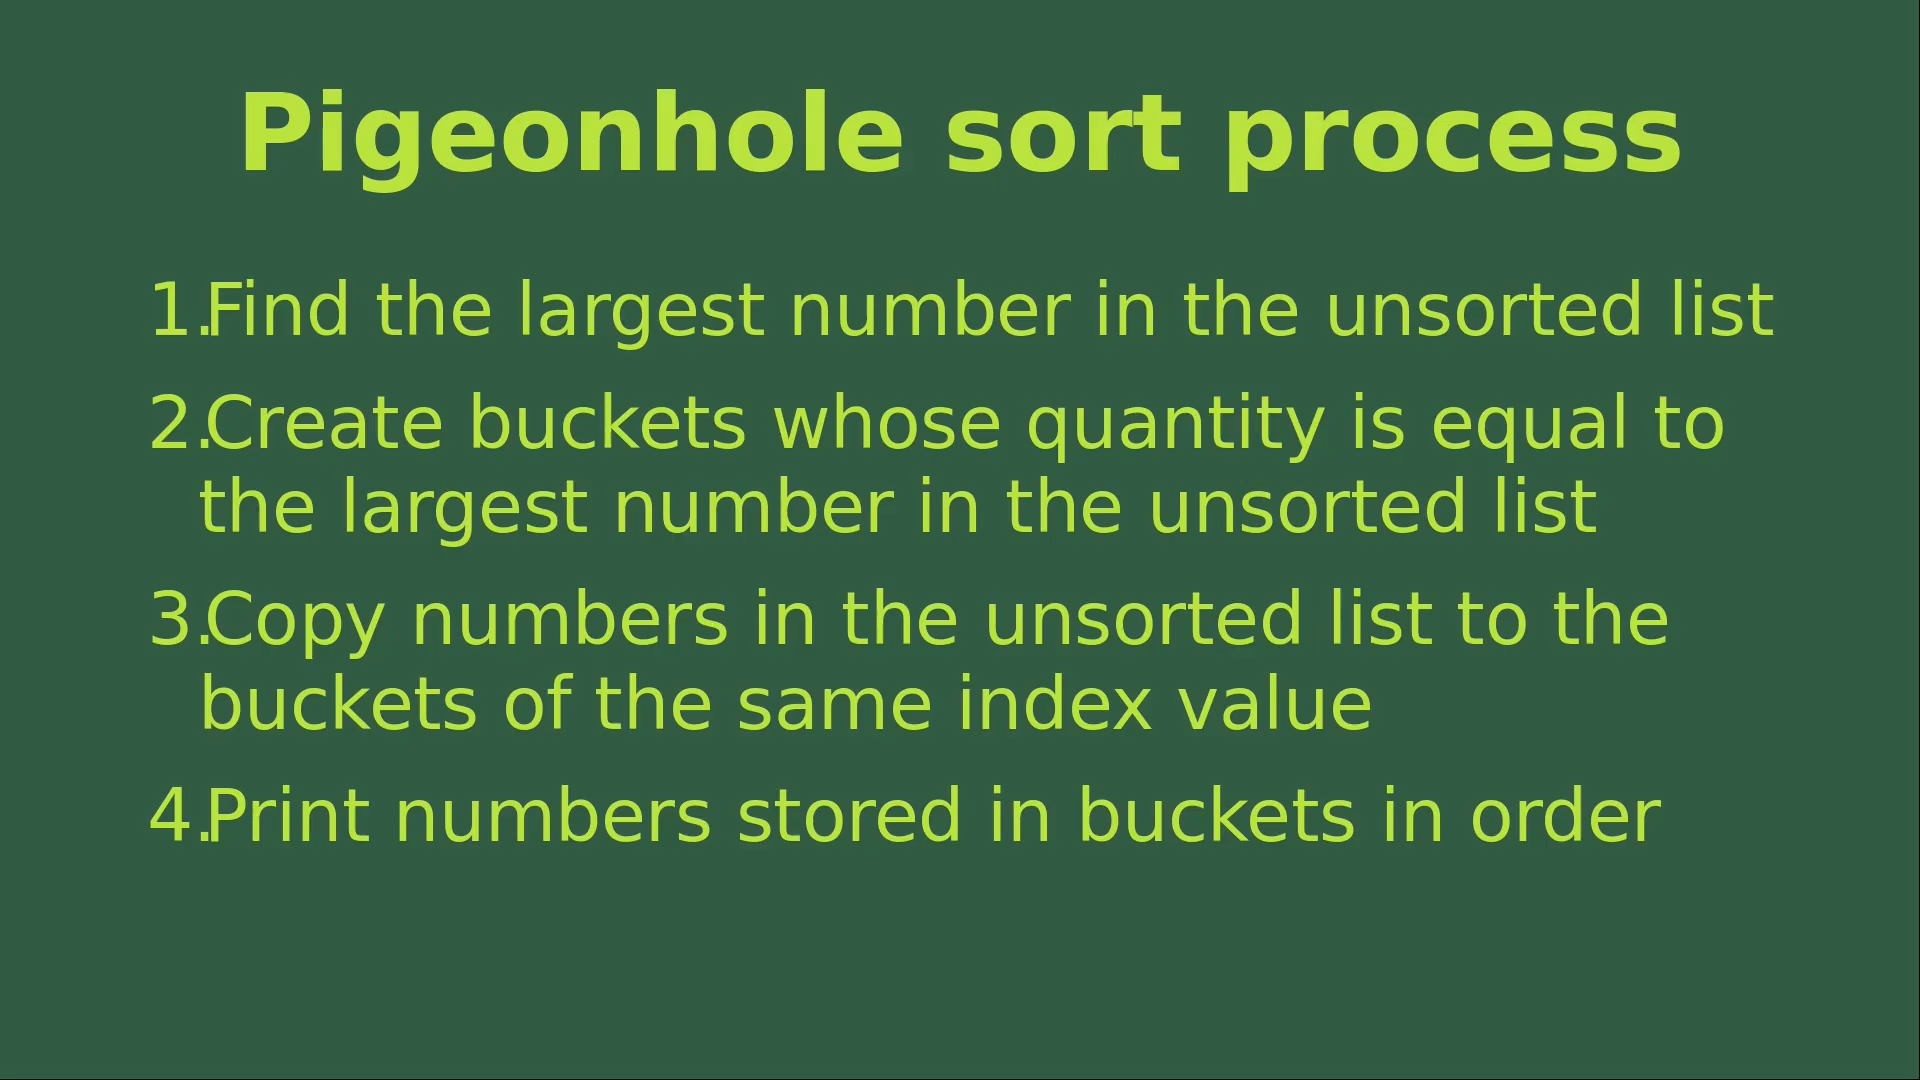 Pigeonhole sort process
1.Find the largest number in the unsorted list
2.Create buckets whose quantity is equal to
the largest number in the unsorted list
3.Copy numbers in the unsorted list to the
buckets of the same index value
4.Print numbers stored in buckets in order